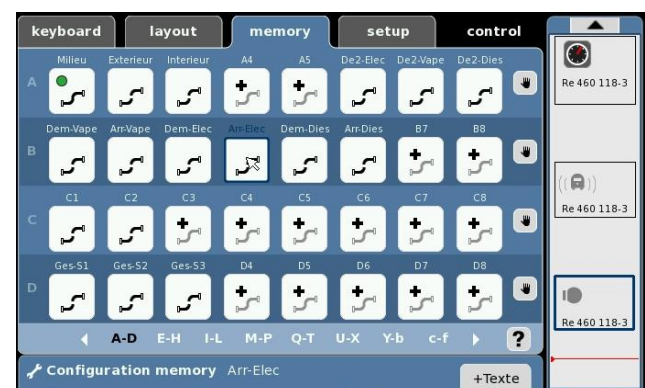 keyboard layout memory setup control
Milieu Exterieur Interieur A4 A5 De2-Elec De2-Vape De2-Dies
A
Re 460 118-3
Dem-Vape Arr-Vape Dem-Elec Arr-Elec Dem-Dies Arr-Dies B7 B8
B
C1 C2 C3 C4 C5 C6 C7 C8
Re 460 118-3
C
Ges-S1 Ges-S2 Ges-S3 D4 D5 D6 D7 D8
D
Re 460 118-3
A-D E-H I-L M-P Q-T U-X Y-b c-f ?
Configuration memory Arr-Elec +Texte